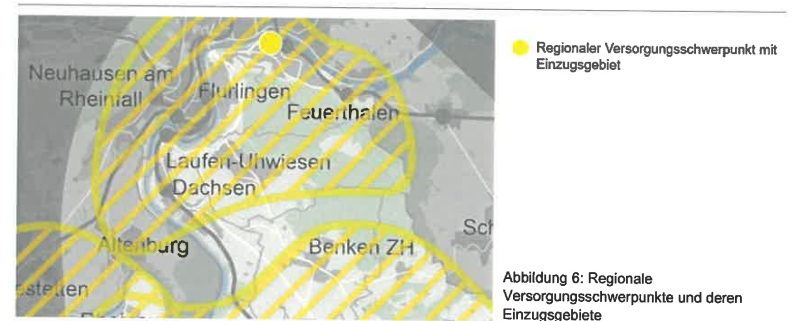 Neuhausen am
Rheinfall
Flurlingen
Feuerthalen
Laufen-Uhwiesen
Dachsen
Altenburg
Benken ZH
Regionaler Versorgungsschwerpunkt mit
Einzugsgebiet
Abbildung 6: Regionale
Versorgungsschwerpunkte und deren
Einzugsgebiete